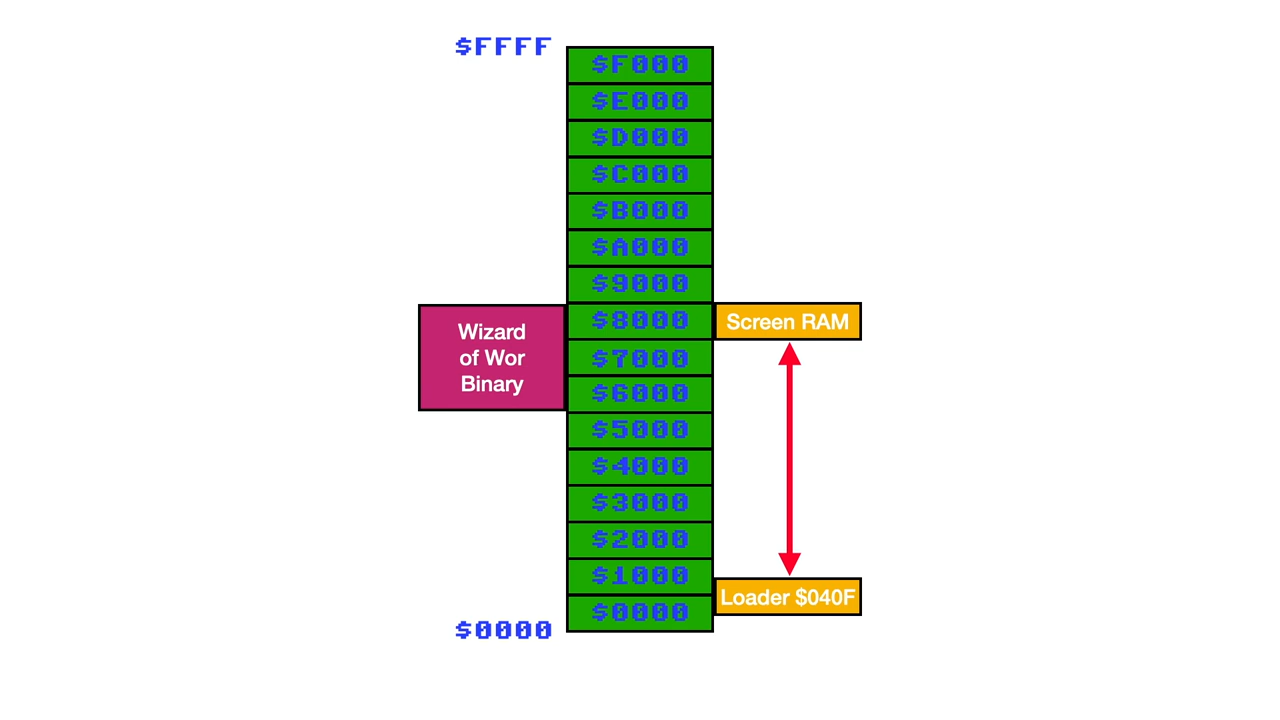 $FFFF
$F000
$E000
$D000
$C000
$B000
$A000
$9000
$8000
Screen RAM
Wizard
of Wor
Binary
$7000
$6000
$5000
$4000
$3000
$2000
$1000
Loader $040F
$0000
$0000